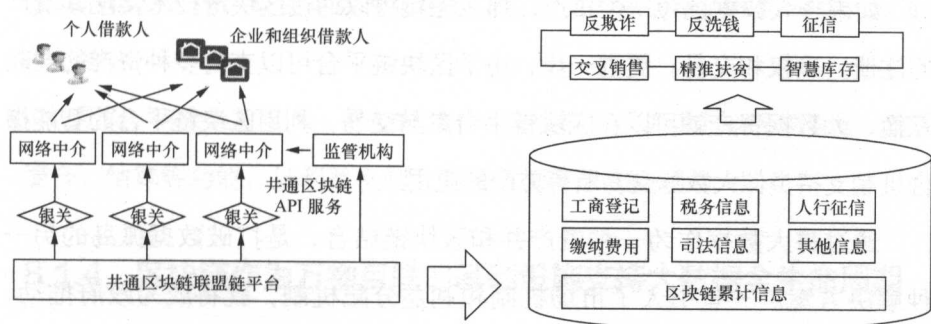 个人借款人
企业和组织借款人
网络中介 网络中介 网络中介 监管机构
井通区块链
API 服务
银关 银关 银关
井通区块链联盟链平台
反欺诈 反洗钱 征信
交叉销售 精准扶贫 智慧库存
工商登记 税务信息 人行征信
缴纳费用 司法信息 其他信息
区块链累计信息